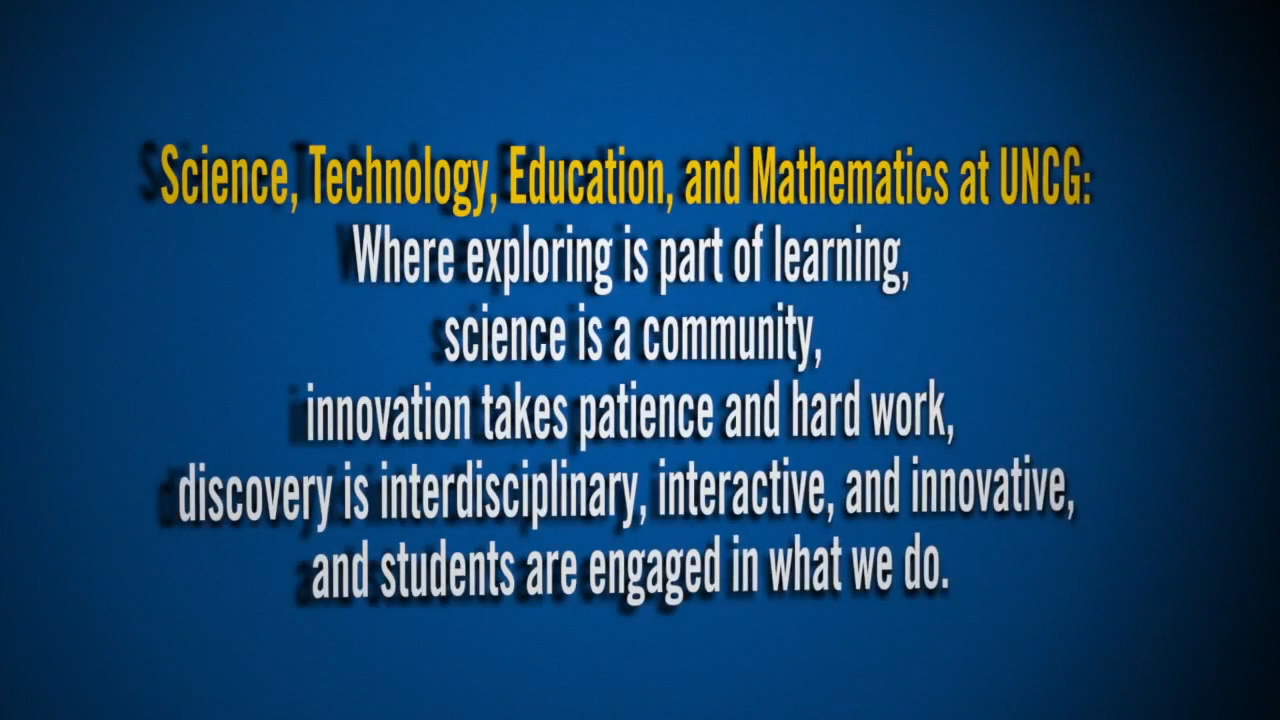 Science, Technology, Education, and Mathematics at UNCG:
Where exploring is part of learning,
science is a community,
innovation takes patience and hard work,
discovery is interdisciplinary, interactive, and innovative,
and students are engaged in what we do.